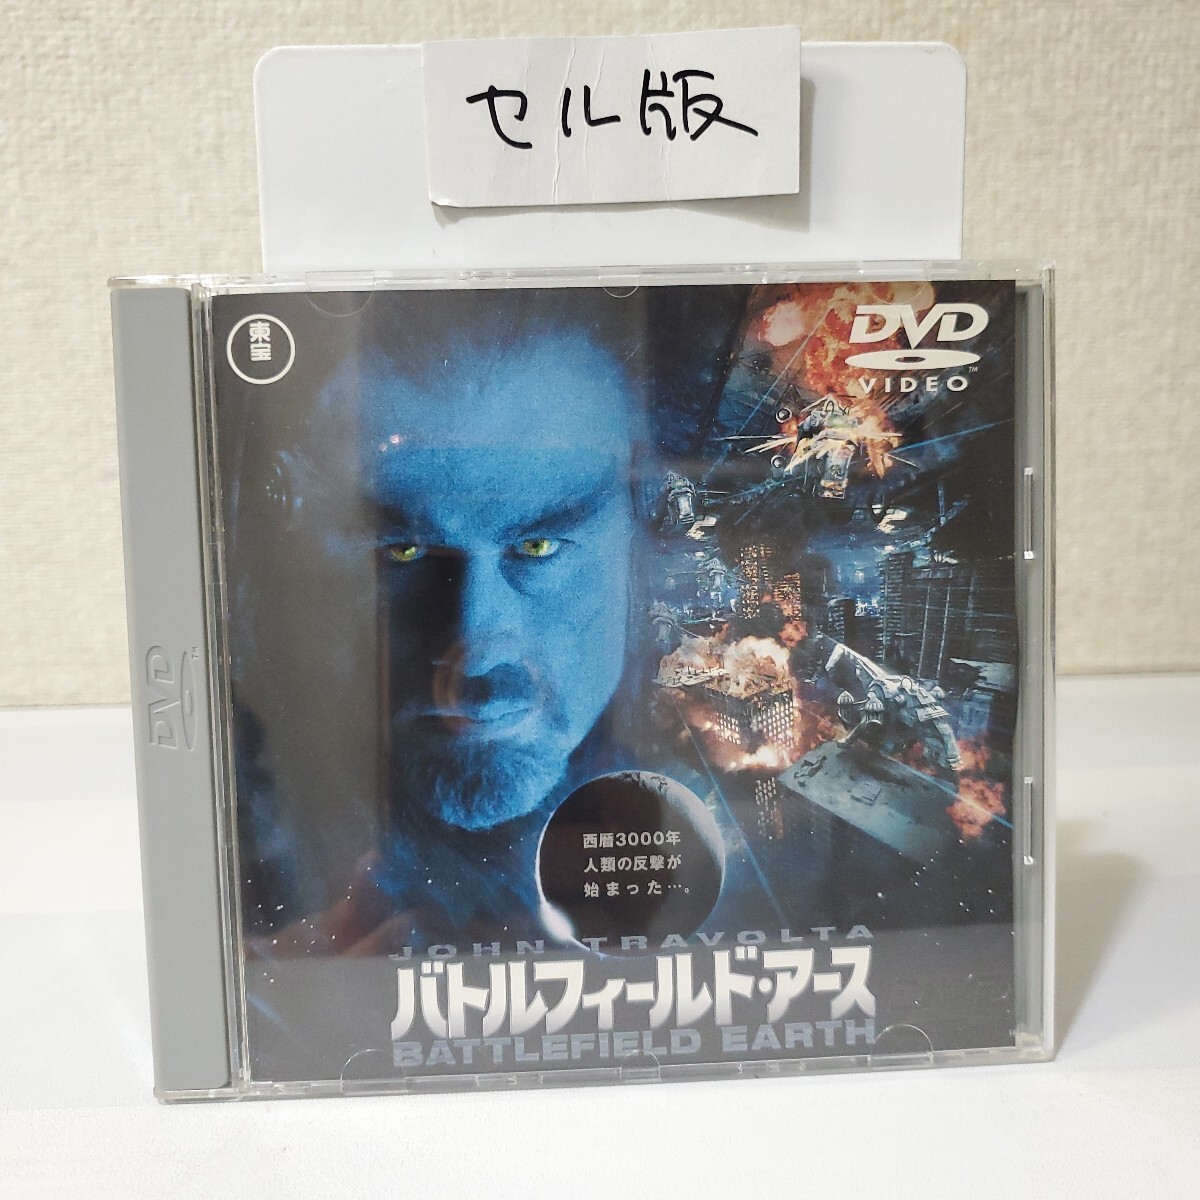 セル版
東宝
DVD
VIDEO
TM
DVD
TM
西暦3000年
人類の反撃が
始まった…。
JOHN TRAVOLTA
バトルフィールド・アース
BATTLEFIELD EARTH